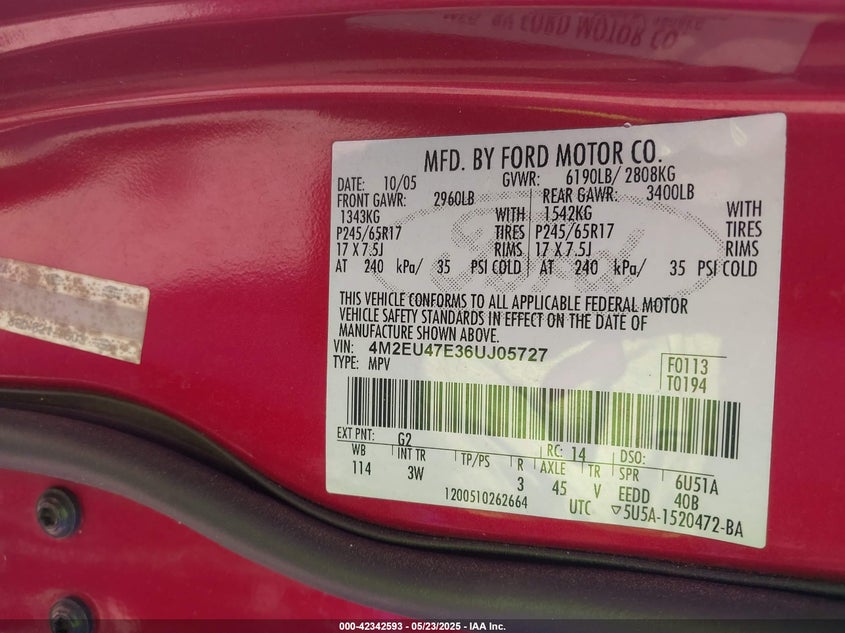 MFD. BY FORD MOTOR CO.
DATE: 10/05 GVWR: 6190LB/ 2808KG
FRONT GAWR: 2960LB REAR GAWR: 3400LB
1343KG WITH 1542KG WITH
P245/65R17 TIRES P245/65R17 TIRES
17 X 7.5J RIMS 17 X 7.5J RIMS
AT 240 kPa/ 35 PSI COLD AT 240 kPa/ 35 PSI COLD
THIS VEHICLE CONFORMS TO ALL APPLICABLE FEDERAL MOTOR
VEHICLE SAFETY STANDARDS IN EFFECT ON THE DATE OF
MANUFACTURE SHOWN ABOVE.
VIN: 4M2EU47E36UJ05727
TYPE: MPV
F0113
T0194
EXT PNT: G2 RC: 14 DSO:
WB INT TR TP/PS R AXLE TR SPR 6U51A
114 3W 3 45 V EEDD 40B
1200510262664 UTC ▽5U5A-1520472-BA
000-42342593 - 05/23/2025 - IAA Inc.